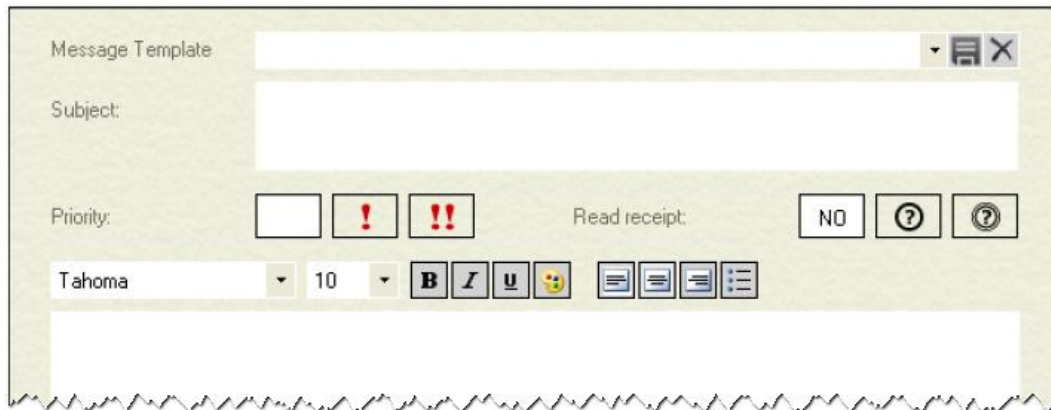 Message Template
Subject:
Priority: ! !! Read receipt: NO ? ?
Tahoma 10 B I U